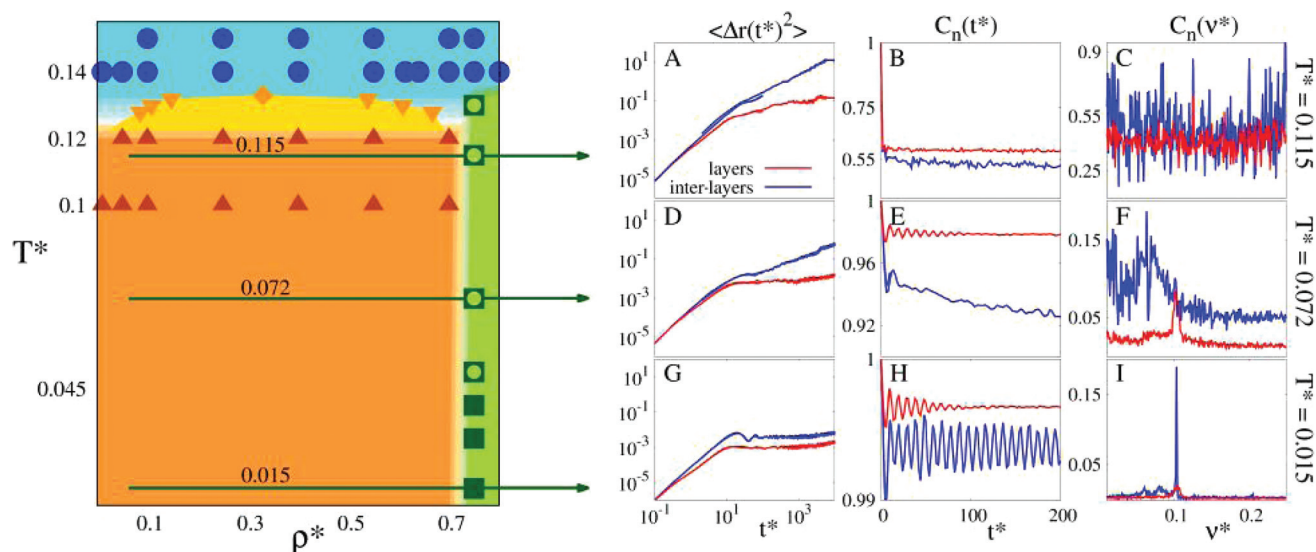 <Δr(t*)²> Cₙ(t*) Cₙ(ν*)
0.14
0.12
0.1
0.045
T*
0.115
0.072
0.015
0.1 0.3 0.5 0.7
ρ*
A
10¹
10⁻¹
10⁻³
10⁻⁵
layers
inter-layers
B
1
0.75
0.55
C
0.9
0.5
0.25
T* = 0.115
D
10¹
10⁻¹
10⁻³
10⁻⁵
E
1
0.96
0.92
F
0.15
0.05
T* = 0.072
G
10¹
10⁻¹
10⁻³
10⁻⁵
10⁻¹ 10¹ 10³
t*
H
1
0.99
0 100 200
t*
I
0.15
0.05
0.1 0.2
ν*
T* = 0.015